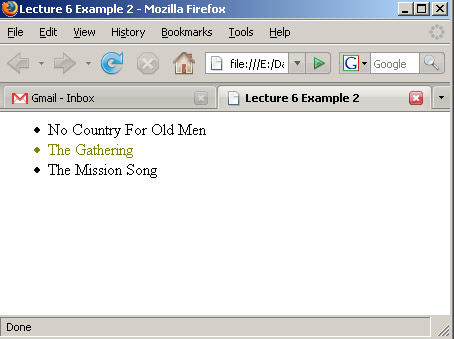 Lecture 6 Example 2 - Mozilla Firefox
File Edit View History Bookmarks Tools Help
file:///E:/Da G Google
Gmail - Inbox Lecture 6 Example 2
No Country For Old Men
The Gathering
The Mission Song
Done